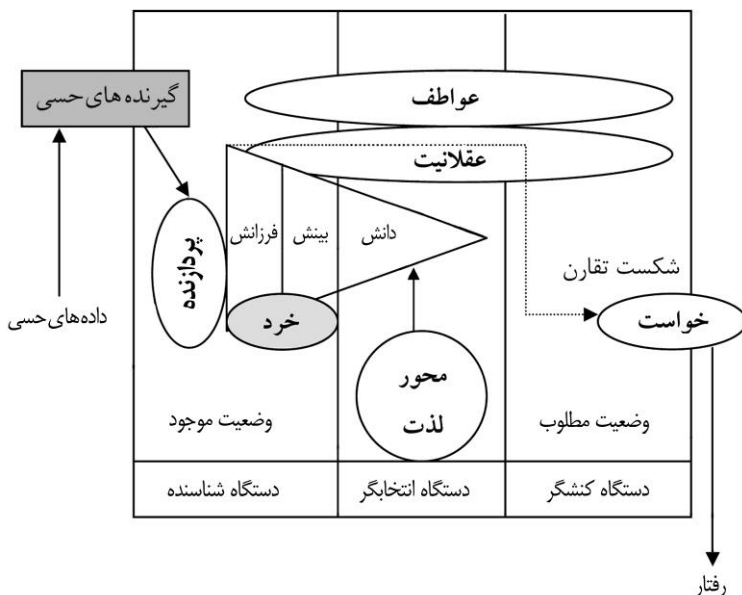 گیرنده های حسی
عواطف
عقلانیت
پردازنده
فرزانش
بینش
دانش
شکست تقارن
داده‌های حسی
خرد
خواست
محور
لذت
وضعیت موجود
وضعیت مطلوب
دستگاه شناسنده
دستگاه انتخابگر
دستگاه کنشگر
رفتار